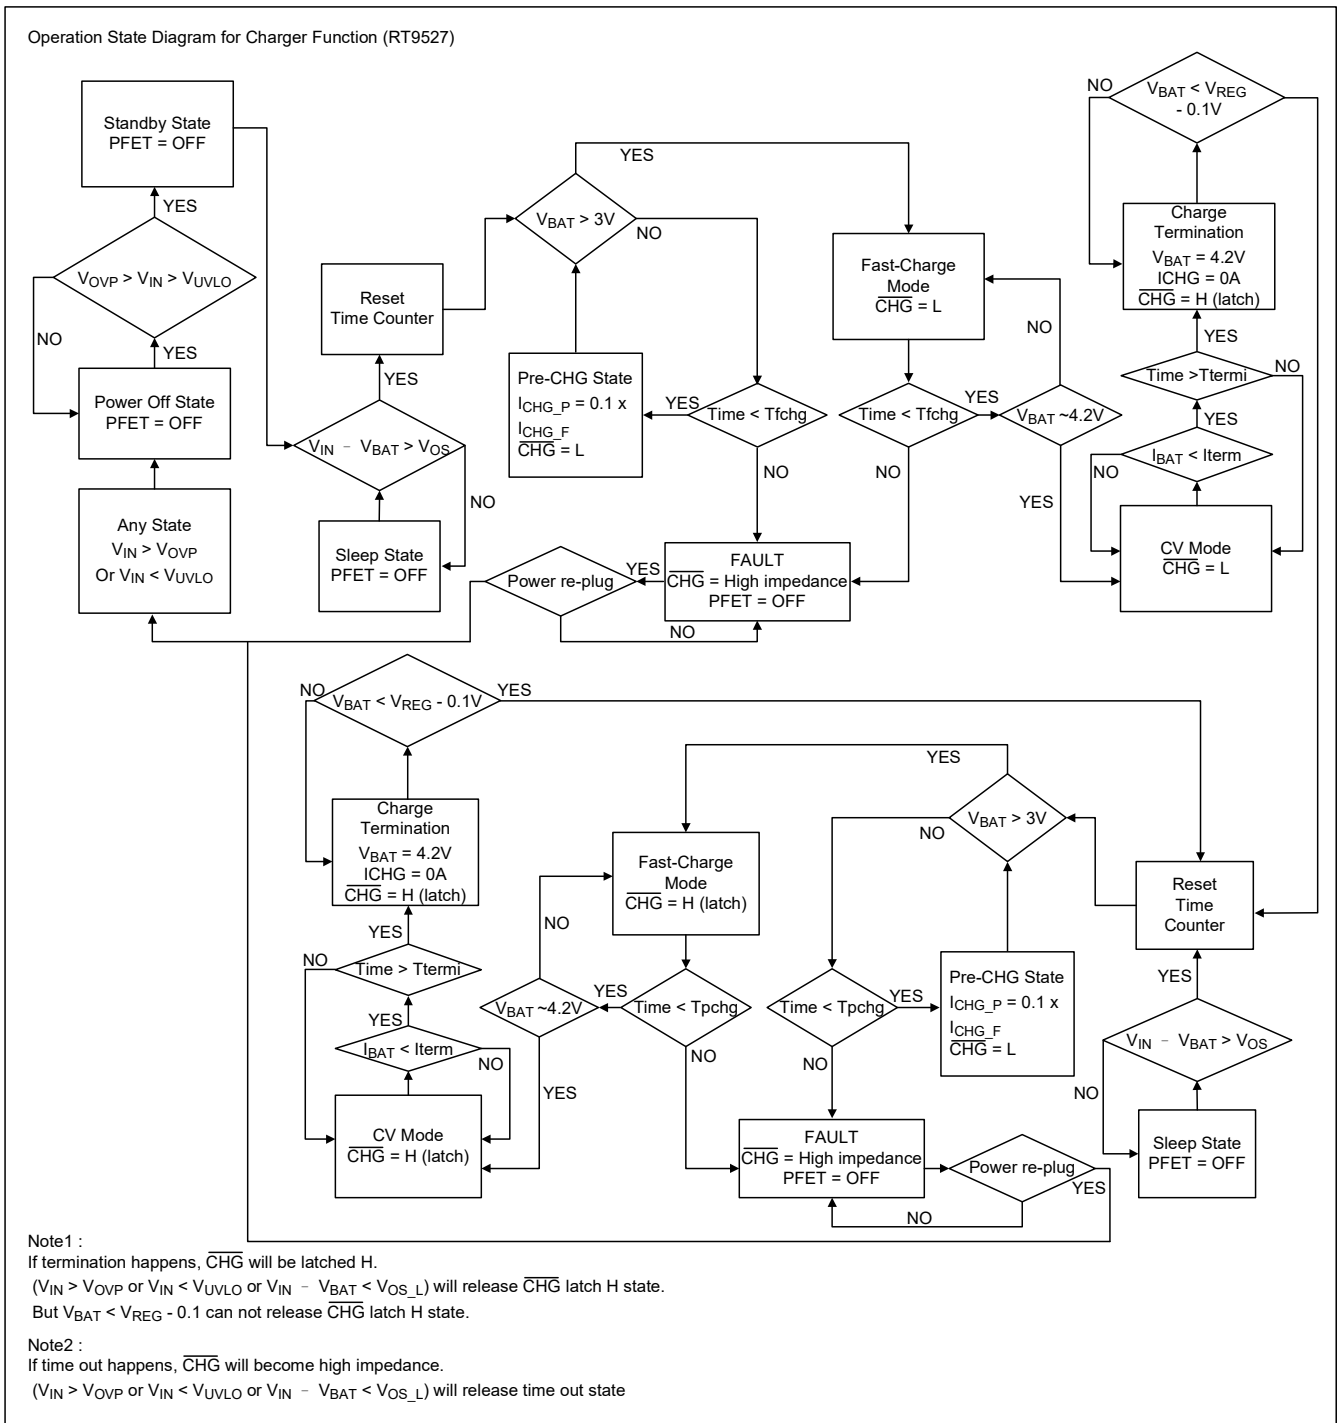 Operation State Diagram for Charger Function (RT9527)
Standby State
PFET = OFF
YES
VOVP > VIN > VUVLO
NO
YES
Power Off State
PFET = OFF
Any State
VIN > VOVP
Or VIN < VUVLO
Reset
Time Counter
YES
VIN – VBAT > VOS
NO
Sleep State
PFET = OFF
YES
VBAT > 3V
NO
Pre-CHG State
ICHG_P = 0.1 x
ICHG_F
CHG = L
YES
Time < Tfchg
NO
Fast-Charge
Mode
CHG = L
NO
Time < Tfchg
YES
VBAT ~4.2V
NO
YES
FAULT
CHG = High impedance
PFET = OFF
YES
Power re-plug
NO
NO
VBAT < VREG
- 0.1V
Charge
Termination
VBAT = 4.2V
ICHG = 0A
CHG = H (latch)
YES
Time >Ttermi
NO
YES
IBAT < Iterm
NO
CV Mode
CHG = L
NO
VBAT < VREG - 0.1V
YES
Charge
Termination
VBAT = 4.2V
ICHG = 0A
CHG = H (latch)
YES
NO
Time > Ttermi
YES
IBAT < Iterm
NO
CV Mode
CHG = H (latch)
YES
Fast-Charge
Mode
CHG = H (latch)
NO
VBAT ~4.2V
YES
Time < Tpchg
NO
YES
VBAT > 3V
NO
Time < Tpchg
YES
NO
Pre-CHG State
ICHG_P = 0.1 x
ICHG_F
CHG = L
Reset
Time
Counter
YES
VIN – VBAT > VOS
NO
Sleep State
PFET = OFF
FAULT
CHG = High impedance
PFET = OFF
Power re-plug
YES
NO
Note1 :
If termination happens, CHG will be latched H.
(VIN > VOVP or VIN < VUVLO or VIN – VBAT < VOS_L) will release CHG latch H state.
But VBAT < VREG - 0.1 can not release CHG latch H state.
Note2 :
If time out happens, CHG will become high impedance.
(VIN > VOVP or VIN < VUVLO or VIN – VBAT < VOS_L) will release time out state